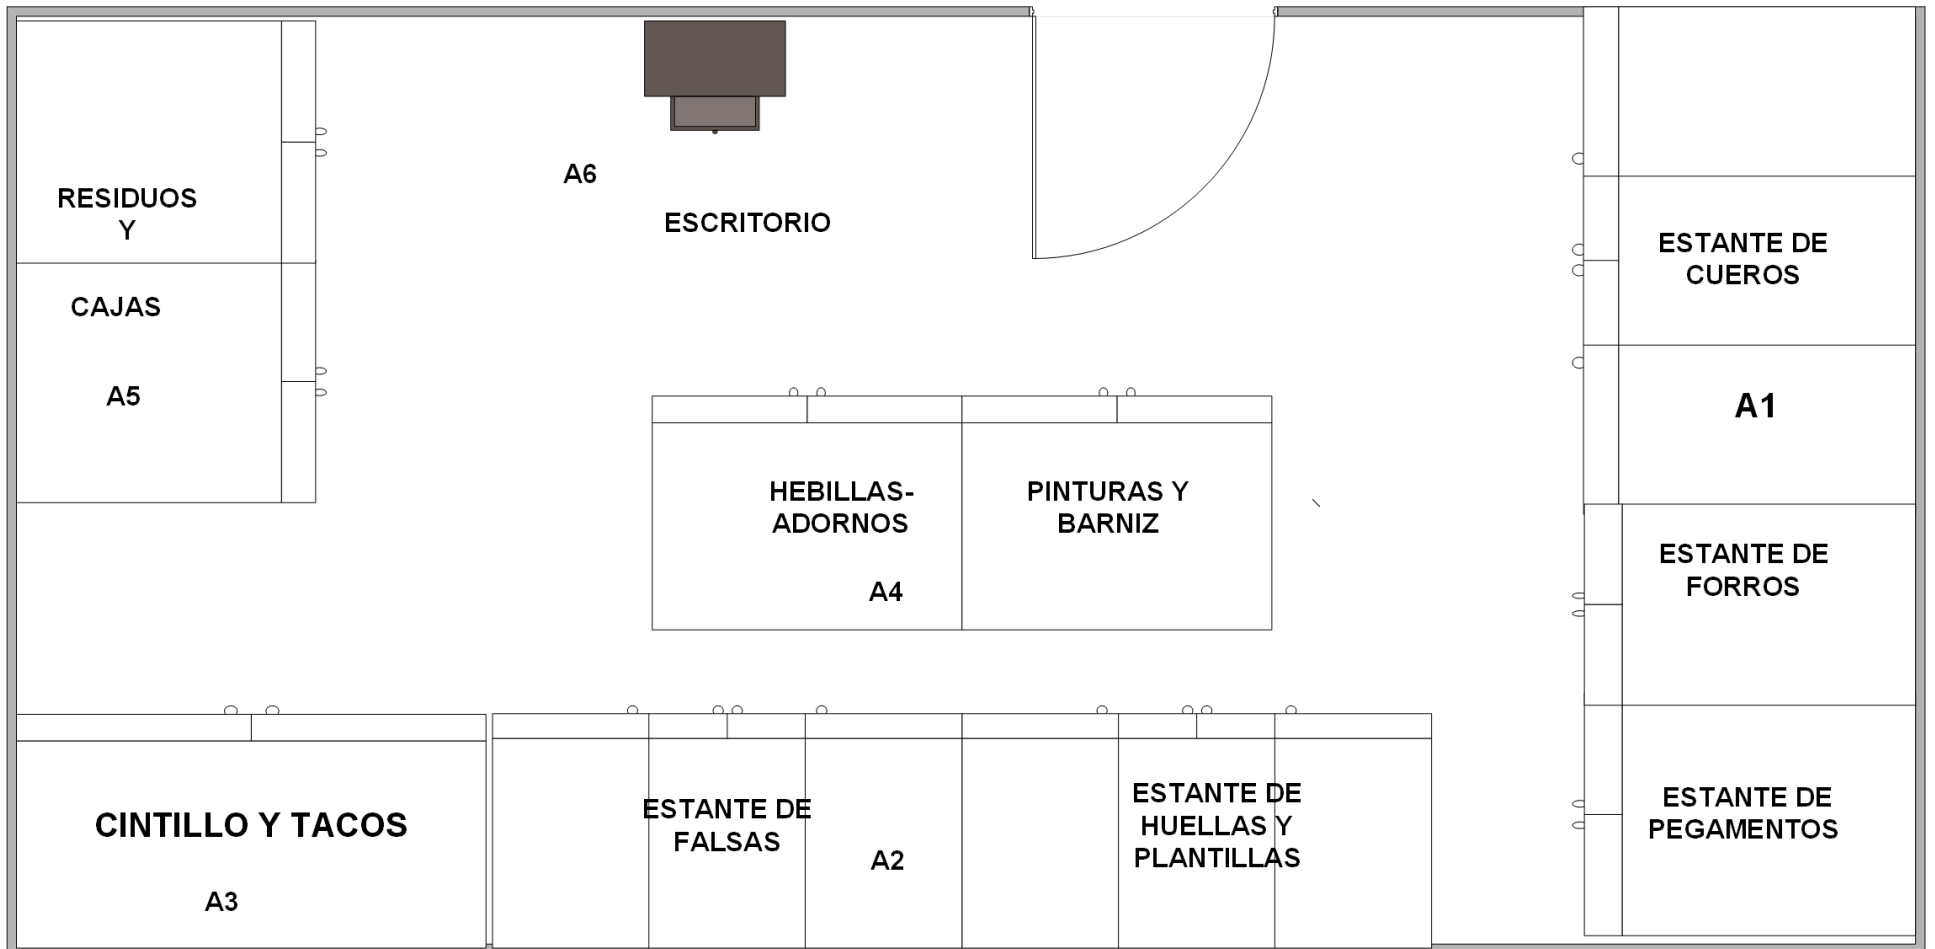 RESIDUOS
Y
CAJAS
A5
A6
ESCRITORIO
ESTANTE DE
CUEROS
A1
HEBILLAS-
ADORNOS
A4
PINTURAS Y
BARNIZ
ESTANTE DE
FORROS
CINTILLO Y TACOS
A3
ESTANTE DE
FALSAS
A2
ESTANTE DE
HUELLAS Y
PLANTILLAS
ESTANTE DE
PEGAMENTOS